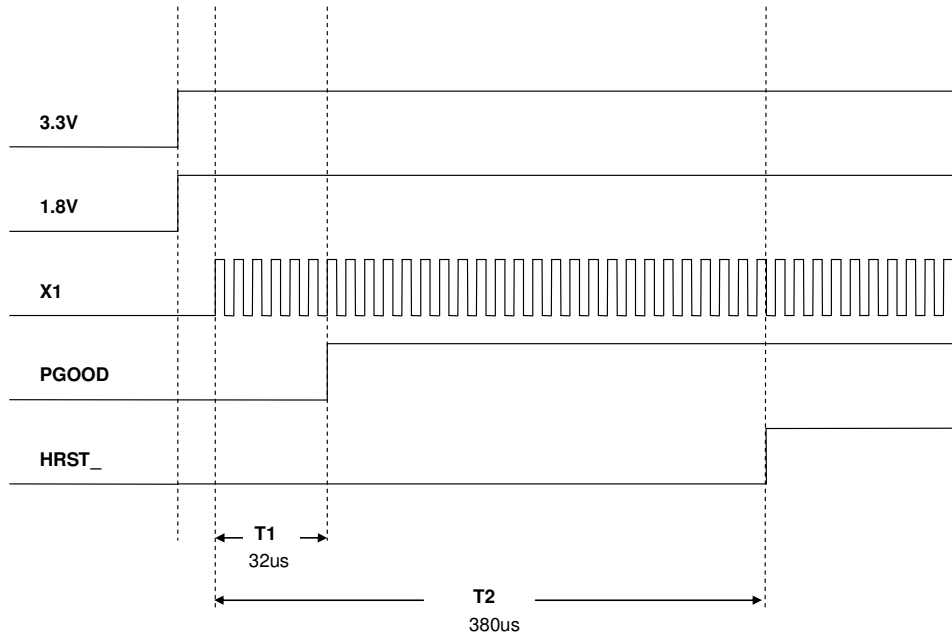 3.3V
1.8V
X1
PGOOD
HRST_
T1
32us
T2
380us